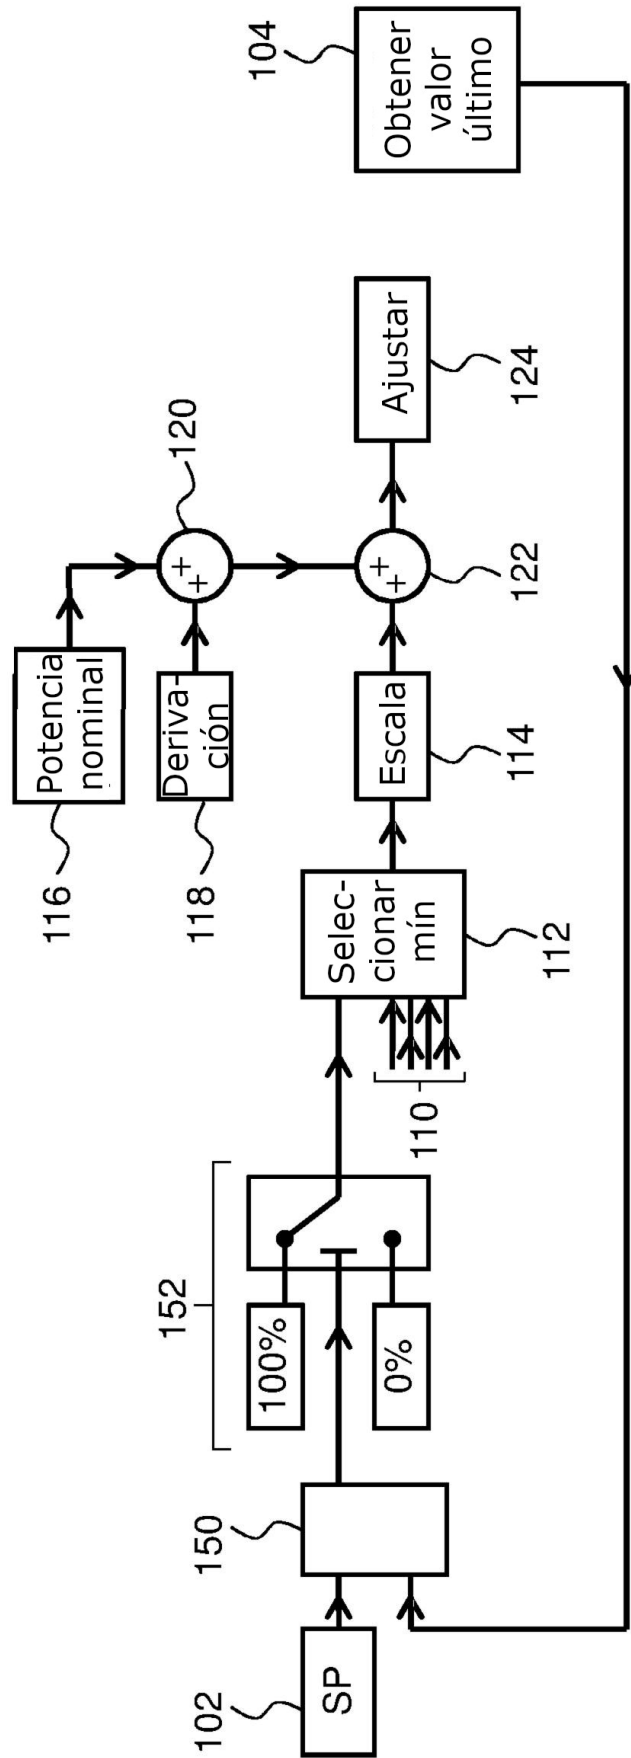 104
Obtener
valor
último
120
Potencia
nominal
116
Deriva-
ción
118
+
+
+
+
122
Ajustar
124
Escala
114
Selec-
cionar
mín
112
110
152
100%
0%
150
102
SP